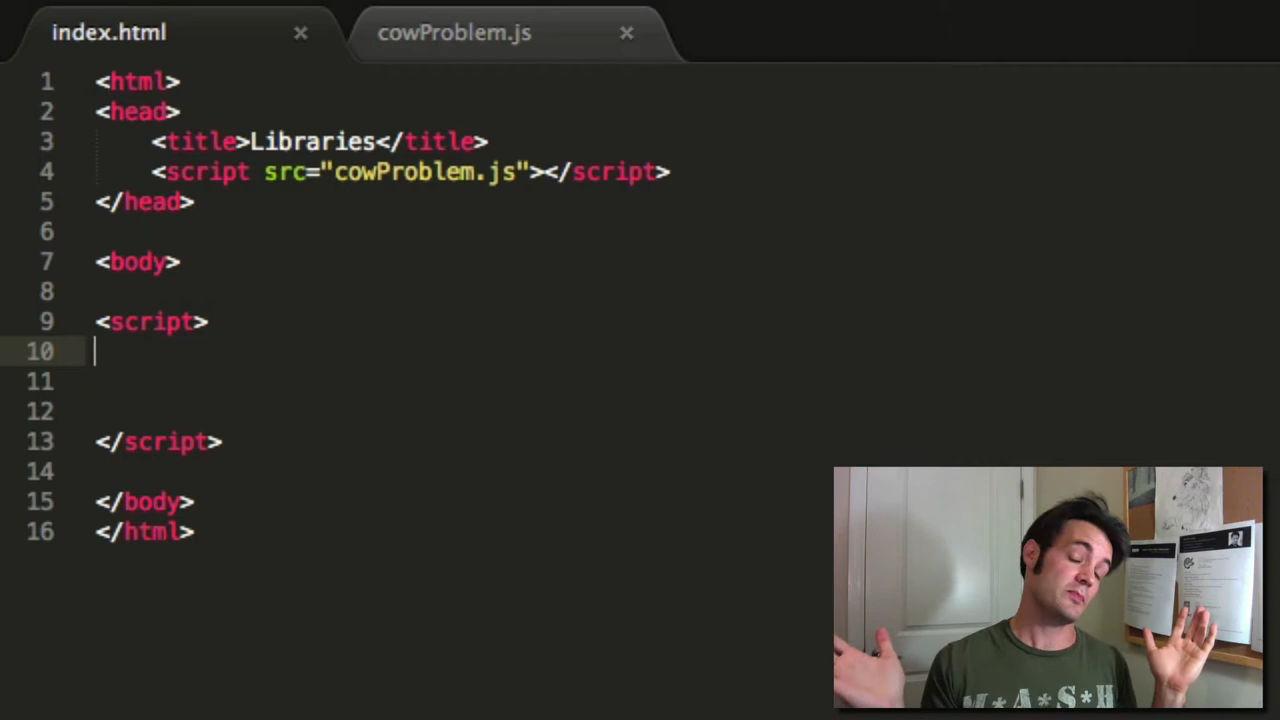 index.html × cowProblem.js ×
1 <html>
2 <head>
3 <title>Libraries</title>
4 <script src="cowProblem.js"></script>
5 </head>
6
7 <body>
8
9 <script>
10
11
12
13 </script>
14
15 </body>
16 </html>
M*A*S*H